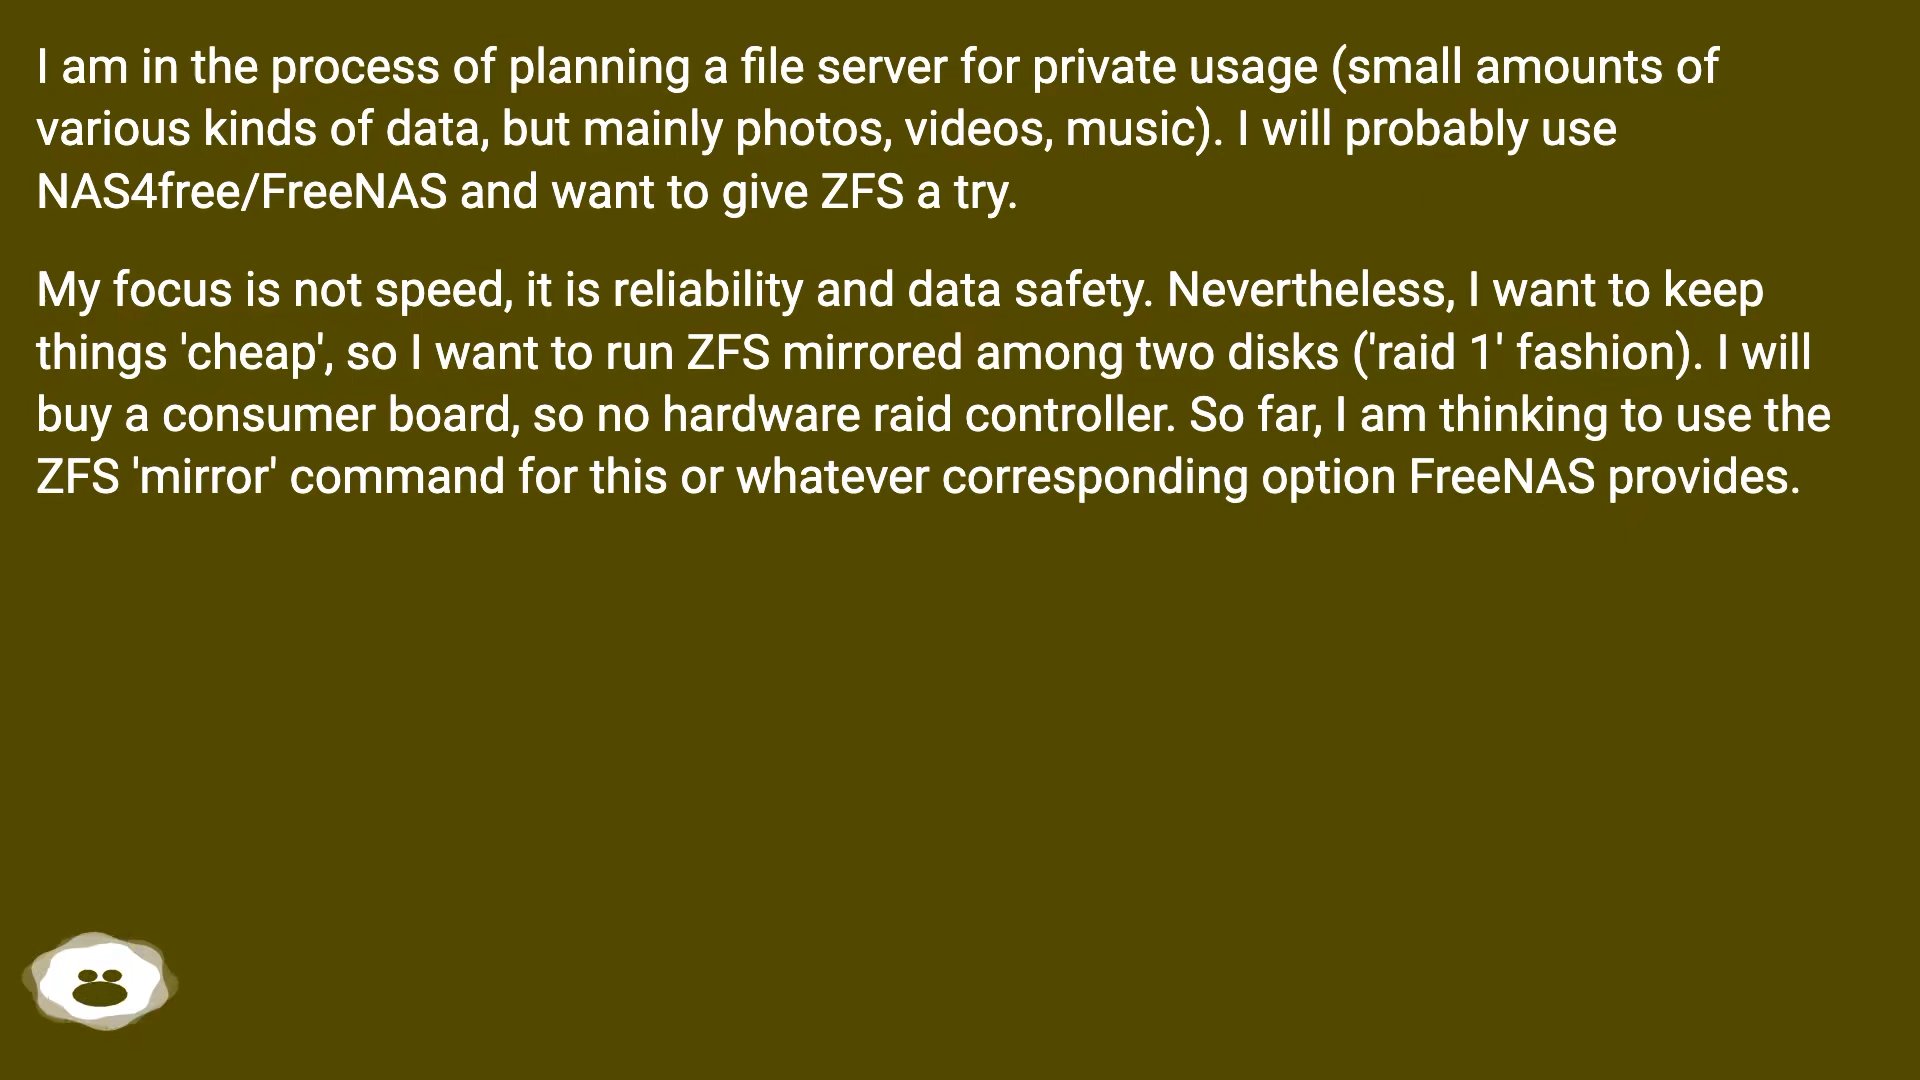 I am in the process of planning a file server for private usage (small amounts of
various kinds of data, but mainly photos, videos, music). I will probably use
NAS4free/FreeNAS and want to give ZFS a try.
My focus is not speed, it is reliability and data safety. Nevertheless, I want to keep
things 'cheap', so I want to run ZFS mirrored among two disks ('raid 1' fashion). I will
buy a consumer board, so no hardware raid controller. So far, I am thinking to use the
ZFS 'mirror' command for this or whatever corresponding option FreeNAS provides.